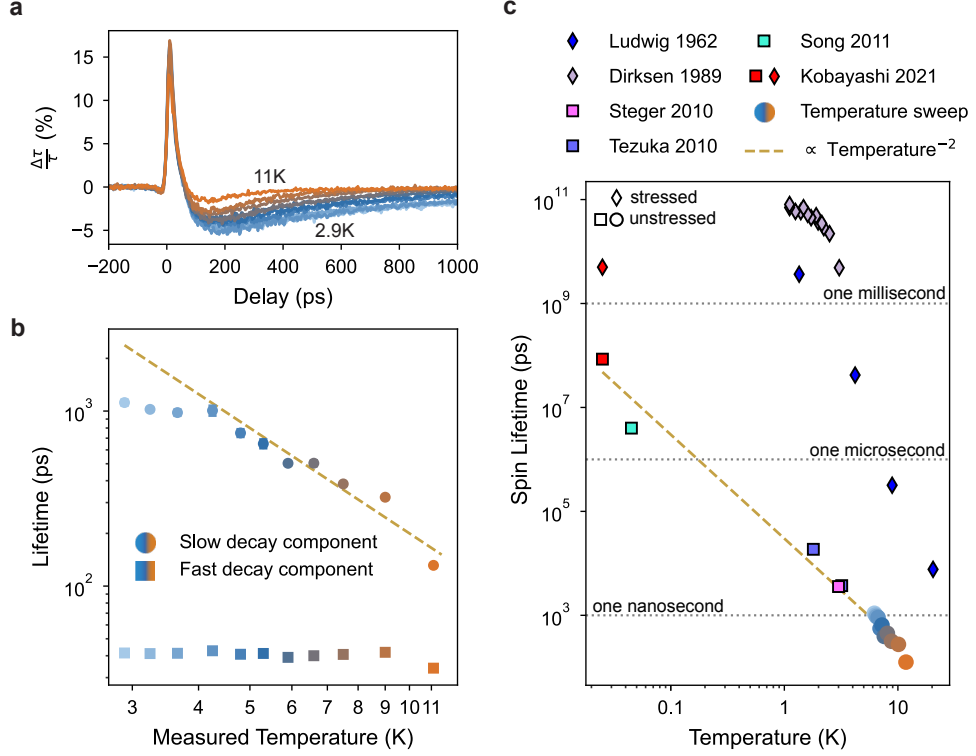 a
15
10
5
0
−5
Δτ/τ (%)
11K
2.9K
−200 0 200 400 600 800 1000
Delay (ps)
b
10³
10²
Lifetime (ps)
Slow decay component
Fast decay component
3 4 5 6 7 8 9 10 11
Measured Temperature (K)
c
Ludwig 1962
Dirksen 1989
Steger 2010
Tezuka 2010
Song 2011
Kobayashi 2021
Temperature sweep
∝ Temperature⁻²
stressed
unstressed
10¹¹
10⁹
10⁷
10⁵
10³
Spin Lifetime (ps)
one millisecond
one microsecond
one nanosecond
0.1 1 10
Temperature (K)